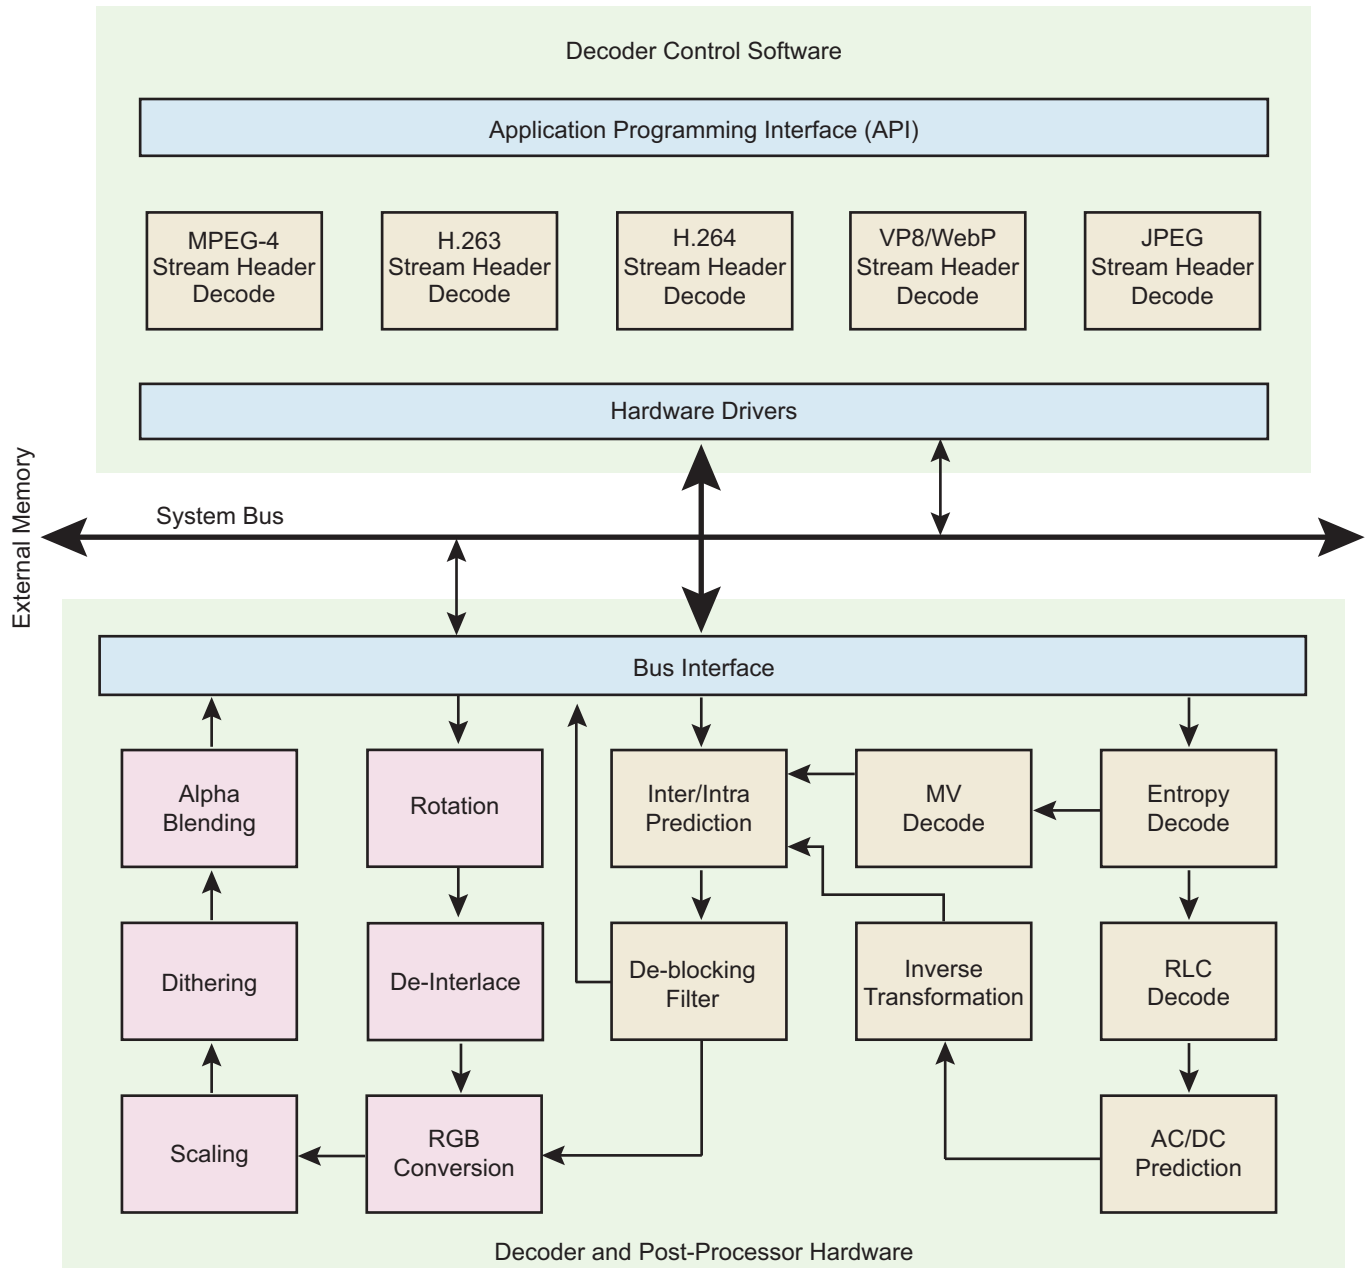 Decoder Control Software
Application Programming Interface (API)
MPEG-4
Stream Header
Decode
H.263
Stream Header
Decode
H.264
Stream Header
Decode
VP8/WebP
Stream Header
Decode
JPEG
Stream Header
Decode
Hardware Drivers
External Memory
System Bus
Bus Interface
Alpha
Blending
Rotation
Inter/Intra
Prediction
MV
Decode
Entropy
Decode
Dithering
De-Interlace
De-blocking
Filter
Inverse
Transformation
RLC
Decode
Scaling
RGB
Conversion
AC/DC
Prediction
Decoder and Post-Processor Hardware